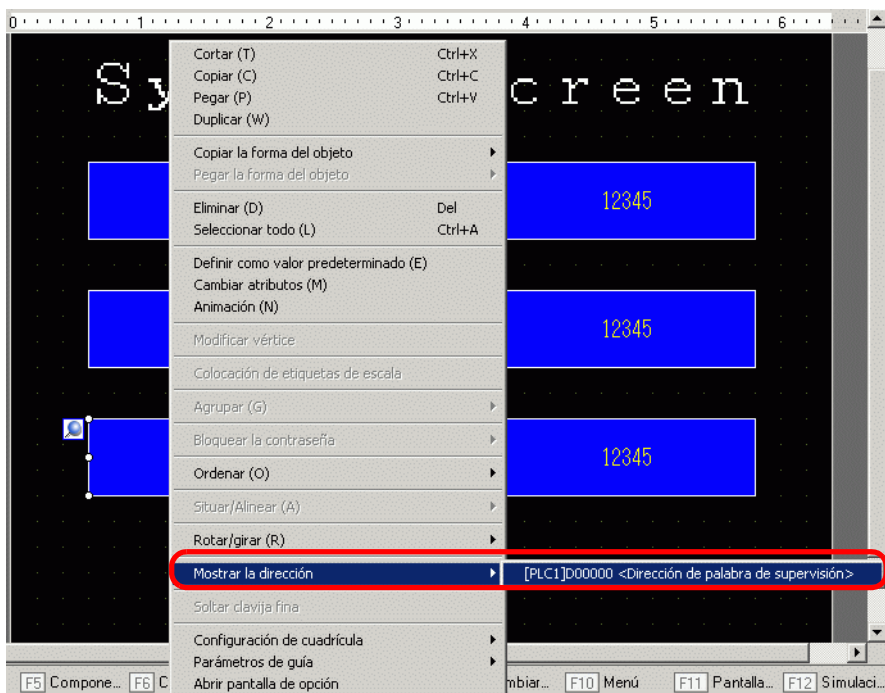 0 1 2 3 4 5 6
Sy creen
Cortar (T) Ctrl+X
Copiar (C) Ctrl+C
Pegar (P) Ctrl+V
Duplicar (W)
Copiar la forma del objeto
Pegar la forma del objeto
Eliminar (D) Del
Seleccionar todo (L) Ctrl+A
Definir como valor predeterminado (E)
Cambiar atributos (M)
Animación (N)
Modificar vértice
Colocación de etiquetas de escala
Agrupar (G)
Bloquear la contraseña
Ordenar (O)
Situar/Alinear (A)
Rotar/girar (R)
Mostrar la dirección
[PLC1]D00000 <Dirección de palabra de supervisión>
Soltar clavija fina
Configuración de cuadrícula
Parámetros de guía
Abrir pantalla de opción
12345
12345
12345
F5 Compone... F6 C mbiar... F10 Menú F11 Pantalla... F12 Simulaci...